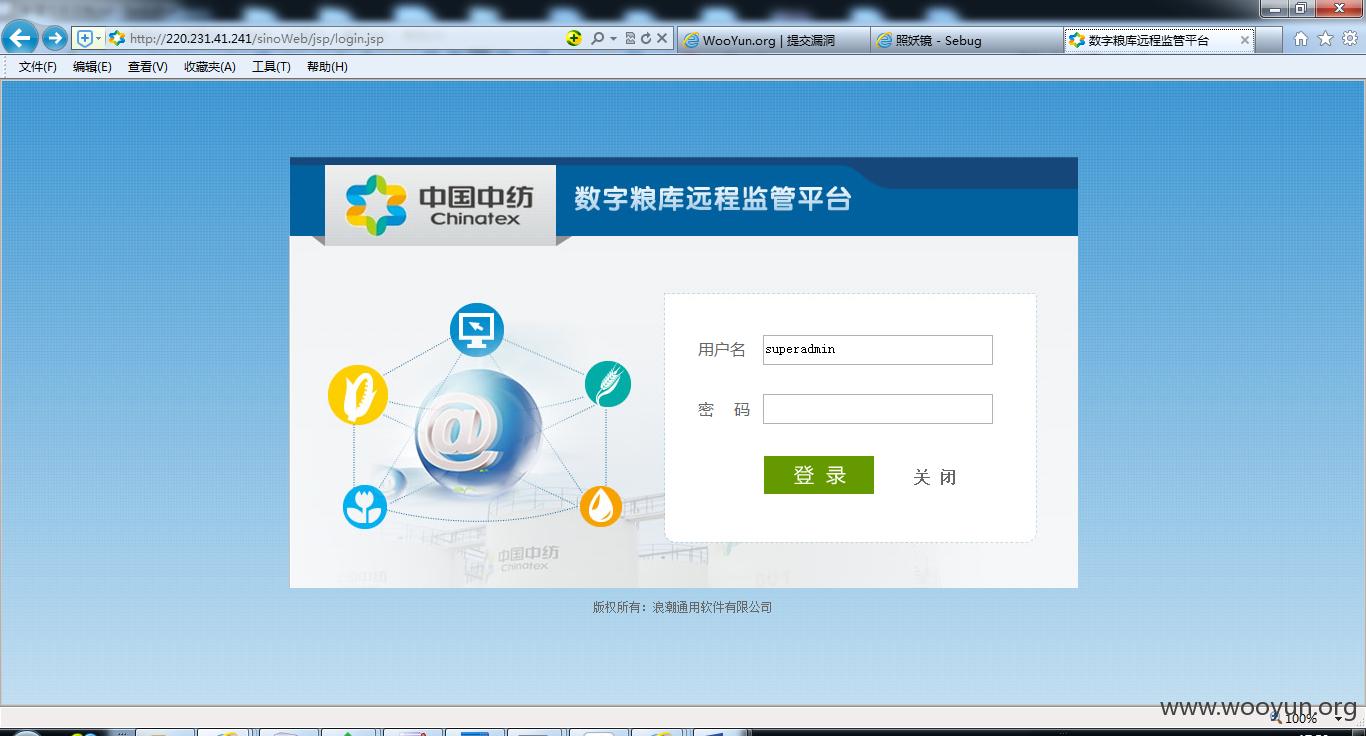 http://220.231.41.241/sinoWeb/jsp/login.jsp
WooYun.org | 提交漏洞
照妖镜 - Sebug
数字粮库远程监管平台
文件(F) 编辑(E) 查看(V) 收藏夹(A) 工具(T) 帮助(H)
中国中纺
Chinatex
数字粮库远程监管平台
用户名
superadmin
密 码
登 录
关 闭
@
中国中纺
Chinatex
版权所有：浪潮通用软件有限公司
www.wooyun.org
100%